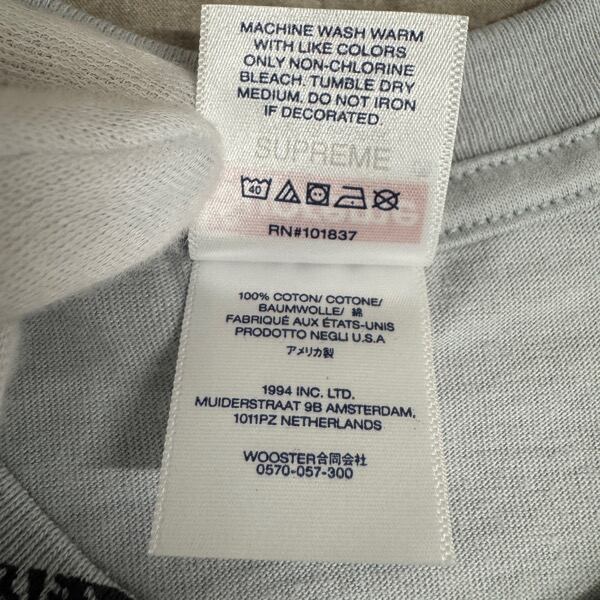 MACHINE WASH WARM
WITH LIKE COLORS
ONLY NON-CHLORINE
BLEACH. TUMBLE DRY
MEDIUM. DO NOT IRON
IF DECORATED.
SUPREME
40
RN#101837
100% COTON/ COTONE/
BAUMWOLLE/ 綿
FABRIQUÉ AUX ÉTATS-UNIS
PRODOTTO NEGLI U.S.A
アメリカ製
1994 INC. LTD.
MUIDERSTRAAT 9B AMSTERDAM,
1011PZ NETHERLANDS
WOOSTER合同会社
0570-057-300